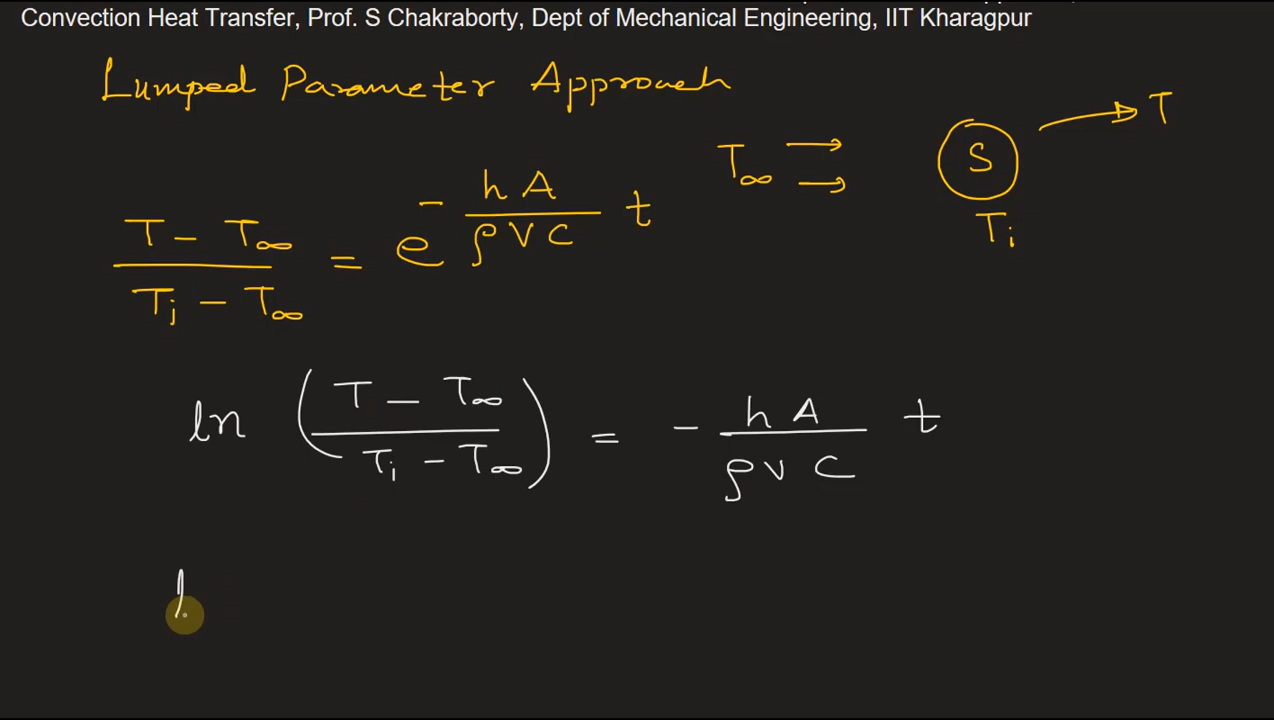 Convection Heat Transfer, Prof. S Chakraborty, Dept of Mechanical Engineering, IIT Kharagpur
Lumped Parameter Approach
T∞ → → S → T
Ti
(T - T∞) / (Ti - T∞) = e^(- (hA / ρVC) t)
ln ((T - T∞) / (Ti - T∞)) = - (hA / ρVC) t